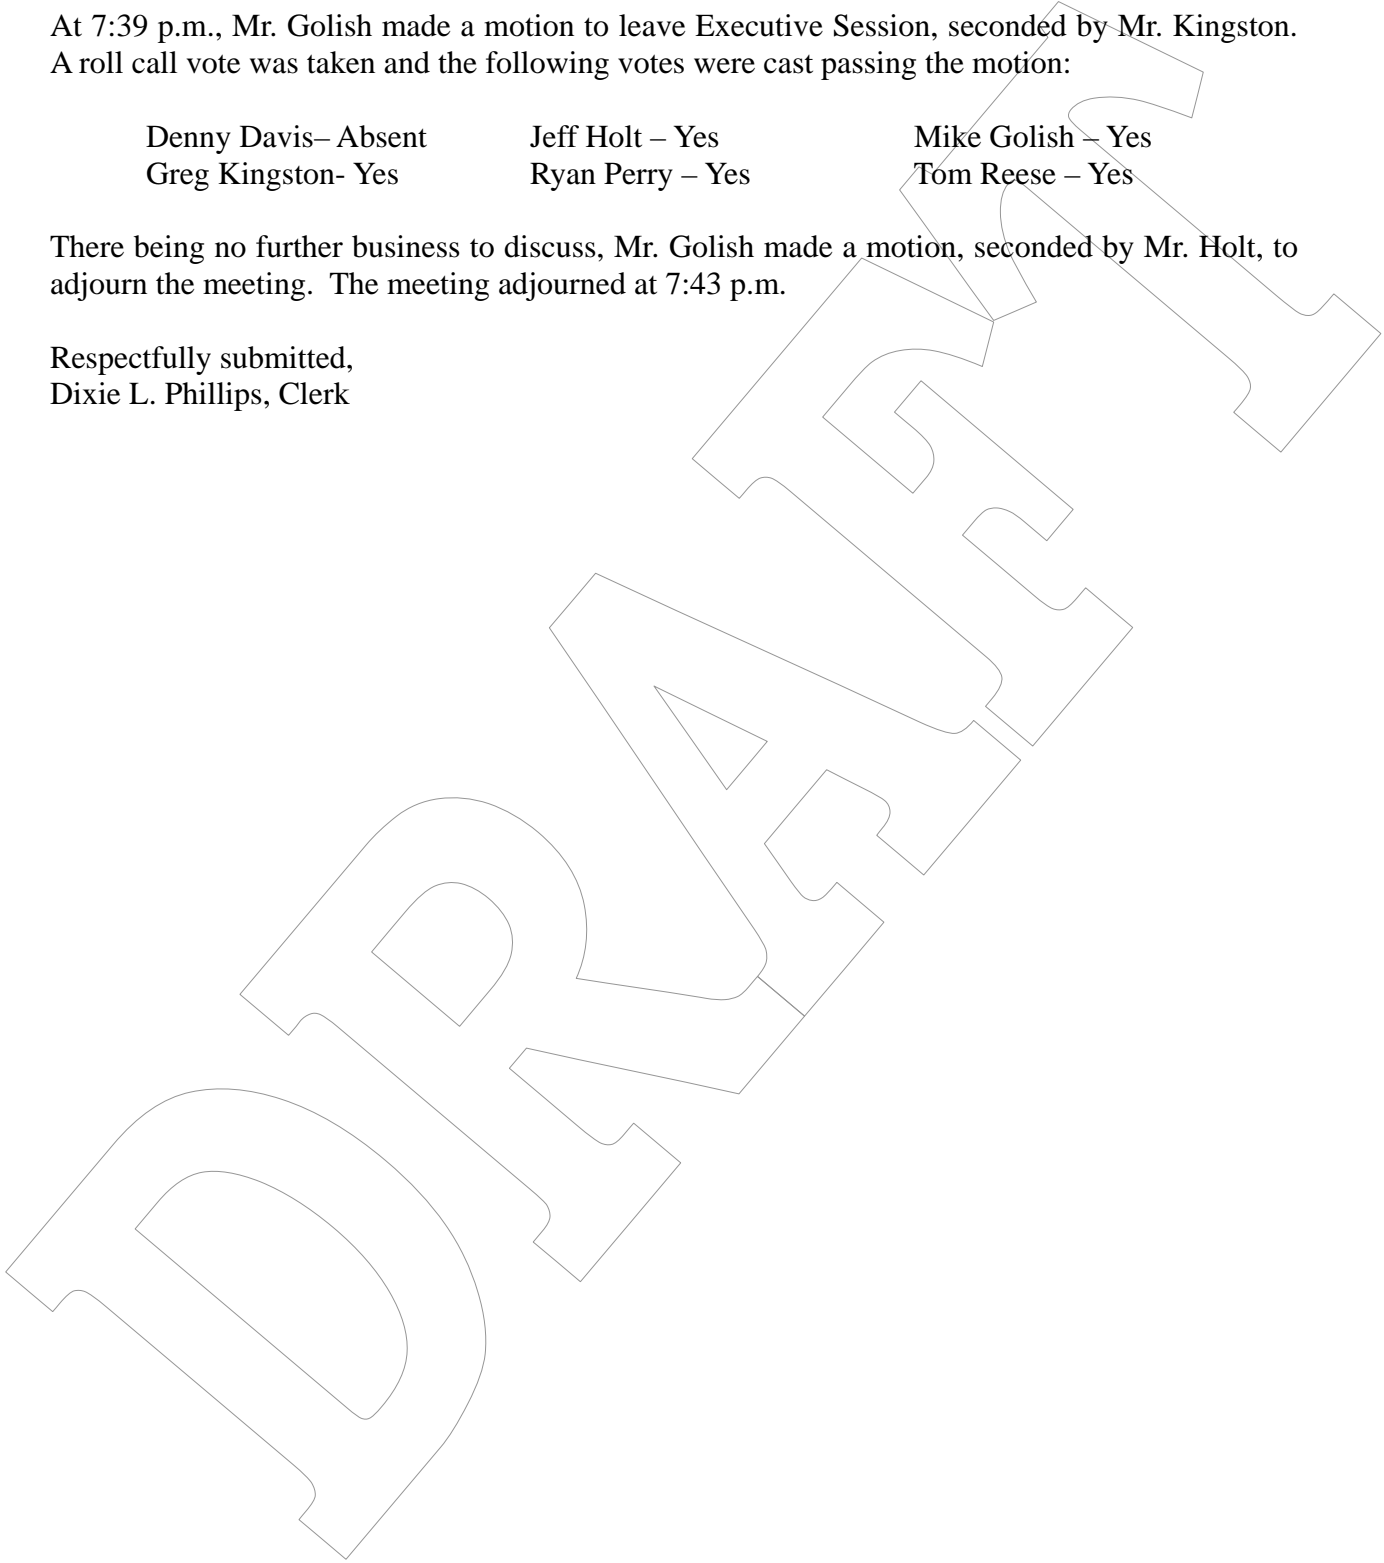 At 7:39 p.m., Mr. Golish made a motion to leave Executive Session, seconded by Mr. Kingston.
A roll call vote was taken and the following votes were cast passing the motion:
Denny Davis– Absent Jeff Holt – Yes Mike Golish – Yes
Greg Kingston- Yes Ryan Perry – Yes Tom Reese – Yes
There being no further business to discuss, Mr. Golish made a motion, seconded by Mr. Holt, to
adjourn the meeting.  The meeting adjourned at 7:43 p.m.
Respectfully submitted,
Dixie L. Phillips, Clerk
DRAFT